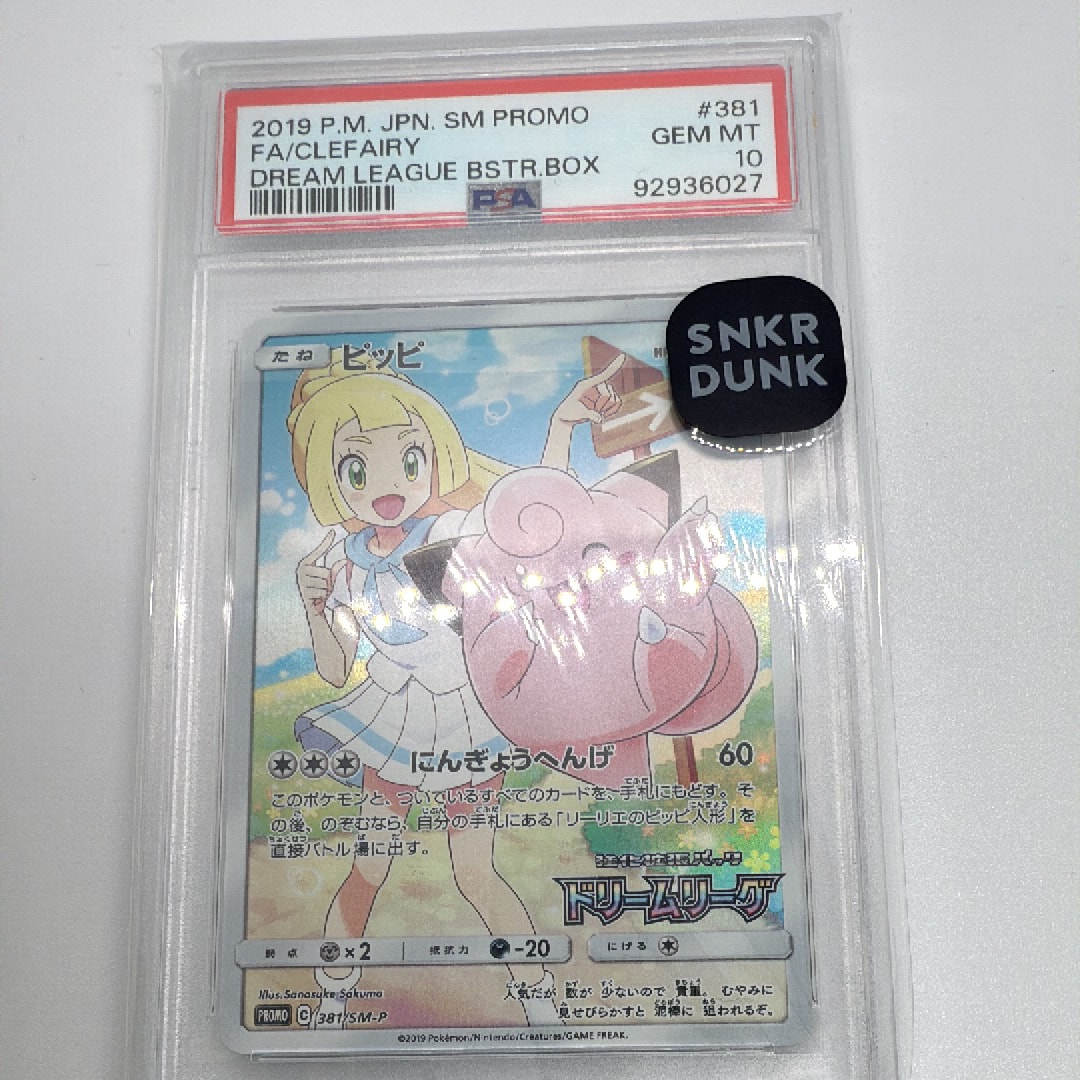 2019 P.M. JPN. SM PROMO #381
FA/CLEFAIRY GEM MT
DREAM LEAGUE BSTR.BOX 10
PSA 92936027
SNKR
DUNK
たね ピッピ
にんぎょうへんげ 60
このポケモンと、ついているすべてのカードを、手札にもどす。そ
の後、のぞむなら、自分の手札にある「リーリエのピッピ人形」を
直接バトル場に出す。
ドリームリーグ
弱点 ×2 抵抗力 -20 にげる
Illus.Sanosuke Sakuma
人気だが 数が 少ないので 貴重。 むやみに
見せびらかすと 泥棒に 狙われるぞ。
PROMO C 381/SM-P
©2019 Pokémon/Nintendo/Creatures/GAME FREAK.